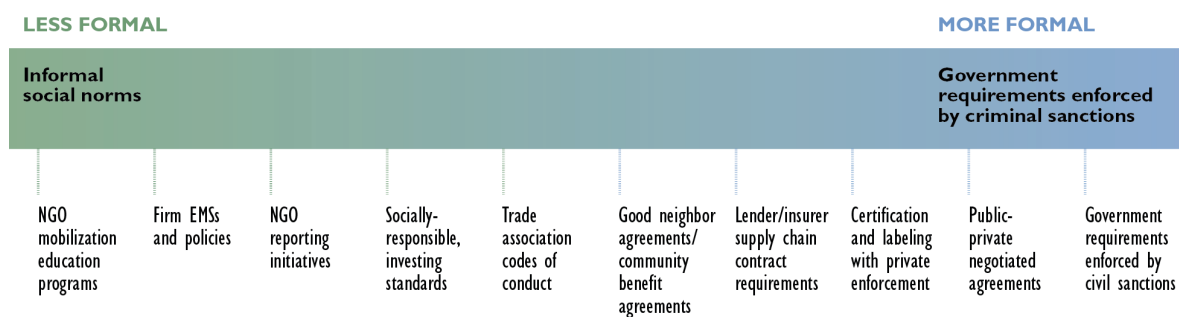 LESS FORMAL
MORE FORMAL
Informal
social norms
Government
requirements enforced
by criminal sanctions
NGO
mobilization
education
programs
Firm EMSs
and policies
NGO
reporting
initiatives
Socially-
responsible,
investing
standards
Trade
association
codes of
conduct
Good neighbor
agreements/
community
benefit
agreements
Lender/insurer
supply chain
contract
requirements
Certification
and labeling
with private
enforcement
Public-
private
negotiated
agreements
Government
requirements
enforced by
civil sanctions